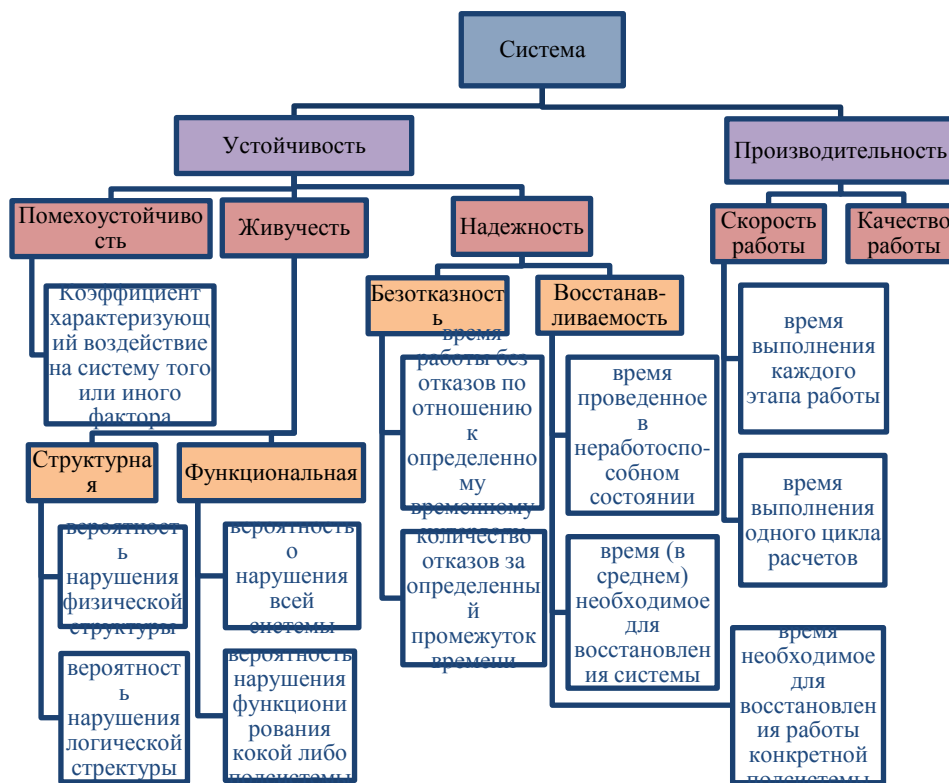 Система
Устойчивость
Производительность
Помехоустойчиво
сть
Живучесть
Надежность
Скорость
работы
Качество
работы
Коэффициент
характеризующ
ий воздействие
на систему того
или иного
фактора
Безотказност
ь
Восстанав-
ливаемость
время
работы без
отказов по
отношению
к
определенно
му
временному
время
проведенное
в
неработоспо-
собном
состоянии
время
выполнения
каждого
этапа работы
Структурна
я
Функциональная
вероятност
ь
нарушения
физической
структуры
вероятность
о
нарушения
всей
системы
количество
отказов за
определенны
й
промежуток
времени
время (в
среднем)
необходимое
для
восстановлен
ия системы
время
выполнения
одного цикла
расчетов
вероятност
ь
нарушения
логической
стректуры
вероятность
нарушения
функциони
рования
кокой либо
подсистемы
время
необходимое
для
восстановлен
ия работы
конкретной
подсистемы